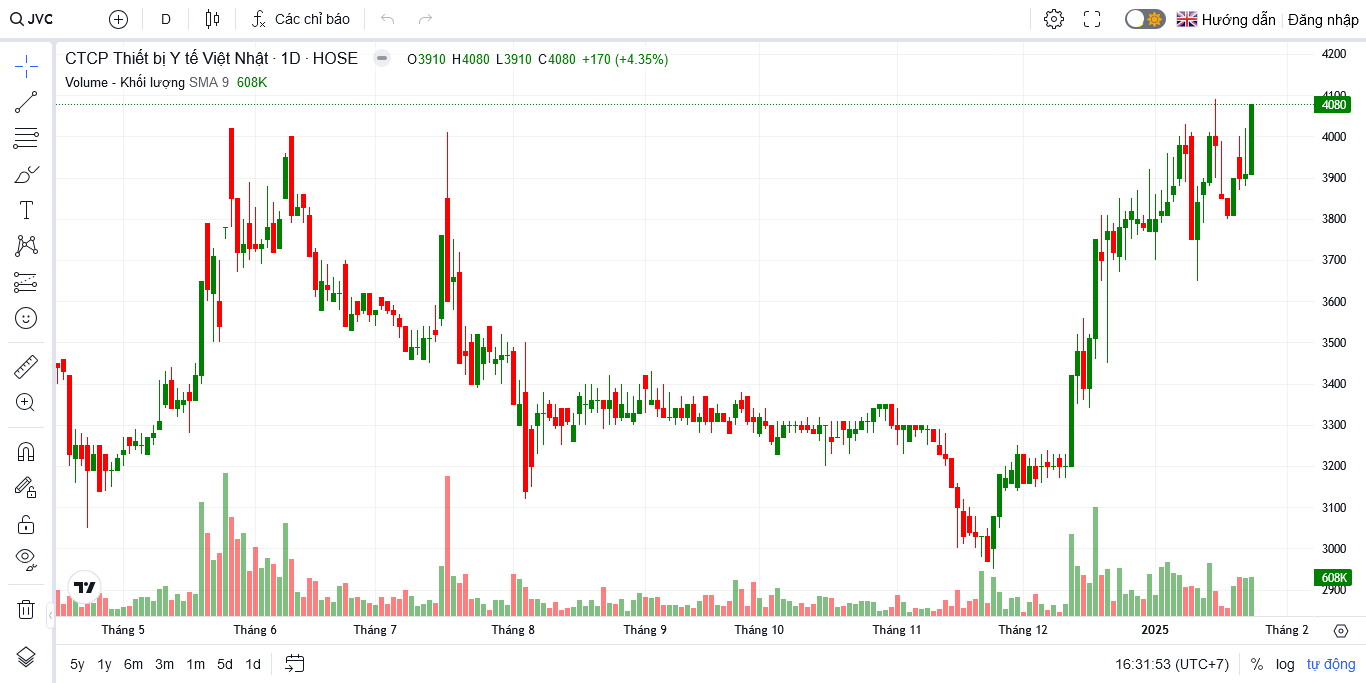 JVC D Các chỉ báo Hướng dẫn Đăng nhập
CTCP Thiết bị Y tế Việt Nhật · 1D · HOSE O3910 H4080 L3910 C4080 +170 (+4.35%)
Volume - Khối lượng SMA 9 608K
4200
4100
4080
4000
3900
3800
3700
3600
3500
3400
3300
3200
3100
3000
608K
2900
Tháng 5 Tháng 6 Tháng 7 Tháng 8 Tháng 9 Tháng 10 Tháng 11 Tháng 12 2025 Tháng 2
5y 1y 6m 3m 1m 5d 1d 16:31:53 (UTC+7) % log tự động